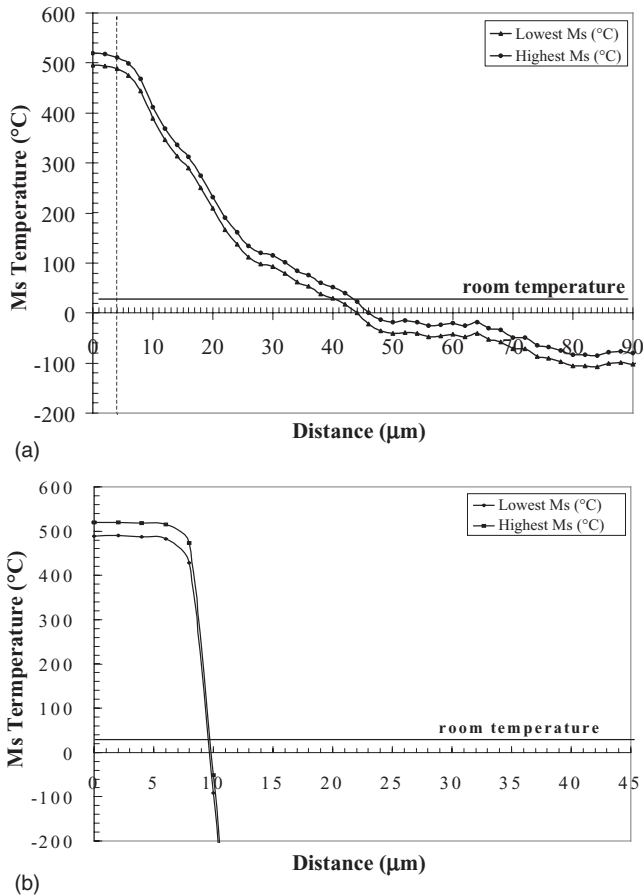 600
500
400
300
200
100
0
-100
-200
Ms Temperature (°C)
Lowest Ms (°C)
Highest Ms (°C)
room temperature
0 10 20 30 40 50 60 70 80 90
Distance (μm)
(a)
600
500
400
300
200
100
0
-100
-200
Ms Termperature (°C)
Lowest Ms (°C)
Highest Ms (°C)
room temperature
0 5 10 15 20 25 30 35 40 45
Distance (μm)
(b)